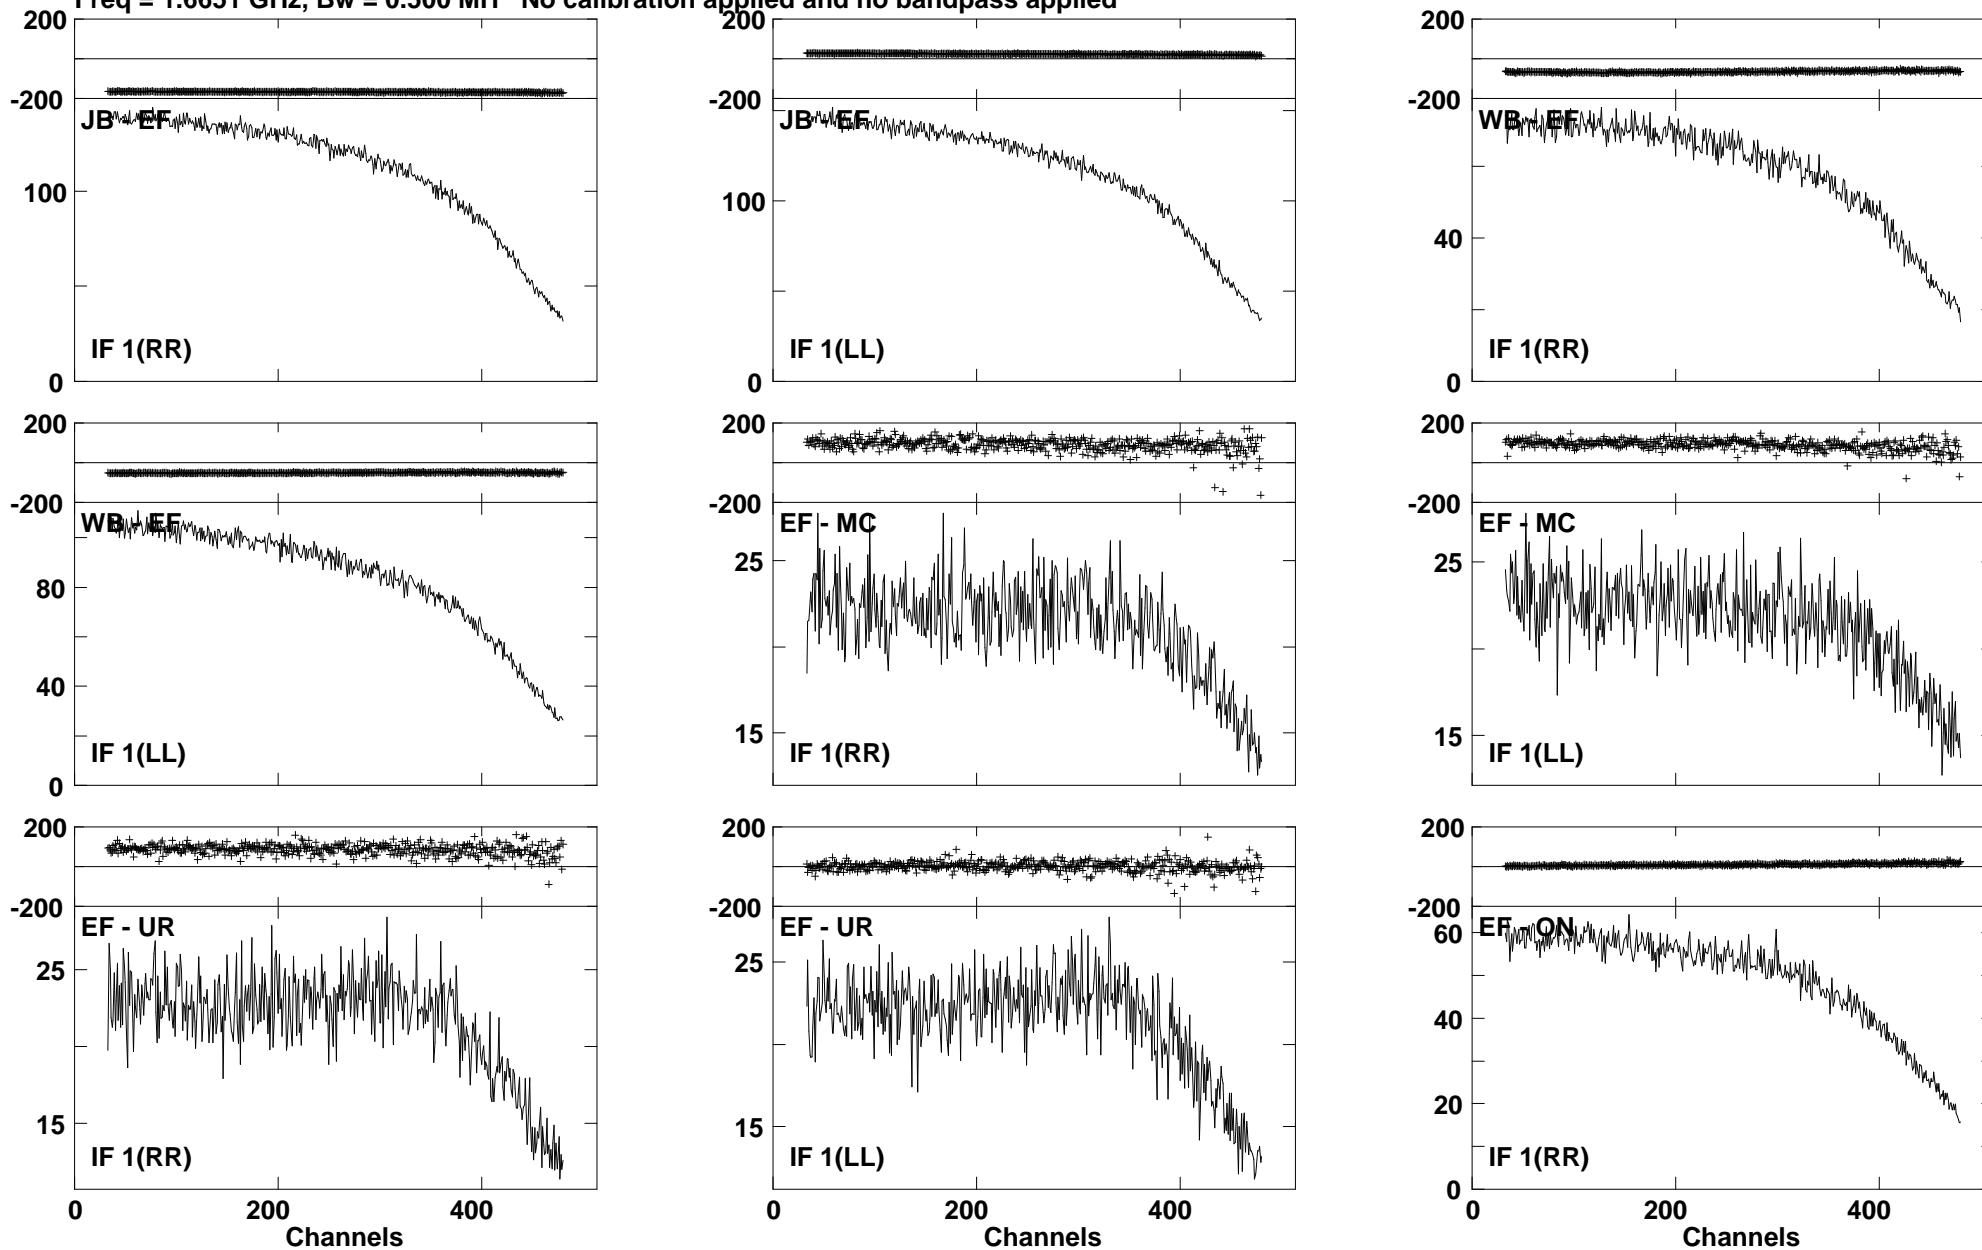 Freq = 1.6651 GHz, Bw = 0.500 MH No calibration applied and no bandpass applied
200
200
200
-200
-200
-200
JB - EF
JB - EF
WB - EF
100
100
40
IF 1(RR)
IF 1(LL)
IF 1(RR)
0
0
0
200
200
200
-200
-200
-200
WB - EF
EF - MC
EF - MC
80
25
25
40
15
15
IF 1(LL)
IF 1(RR)
IF 1(LL)
0
200
200
200
-200
-200
-200
EF - UR
EF - UR
EF - ON
60
25
25
40
15
15
20
IF 1(RR)
IF 1(LL)
IF 1(RR)
0
0 200 400
0 200 400
0 200 400
Channels
Channels
Channels